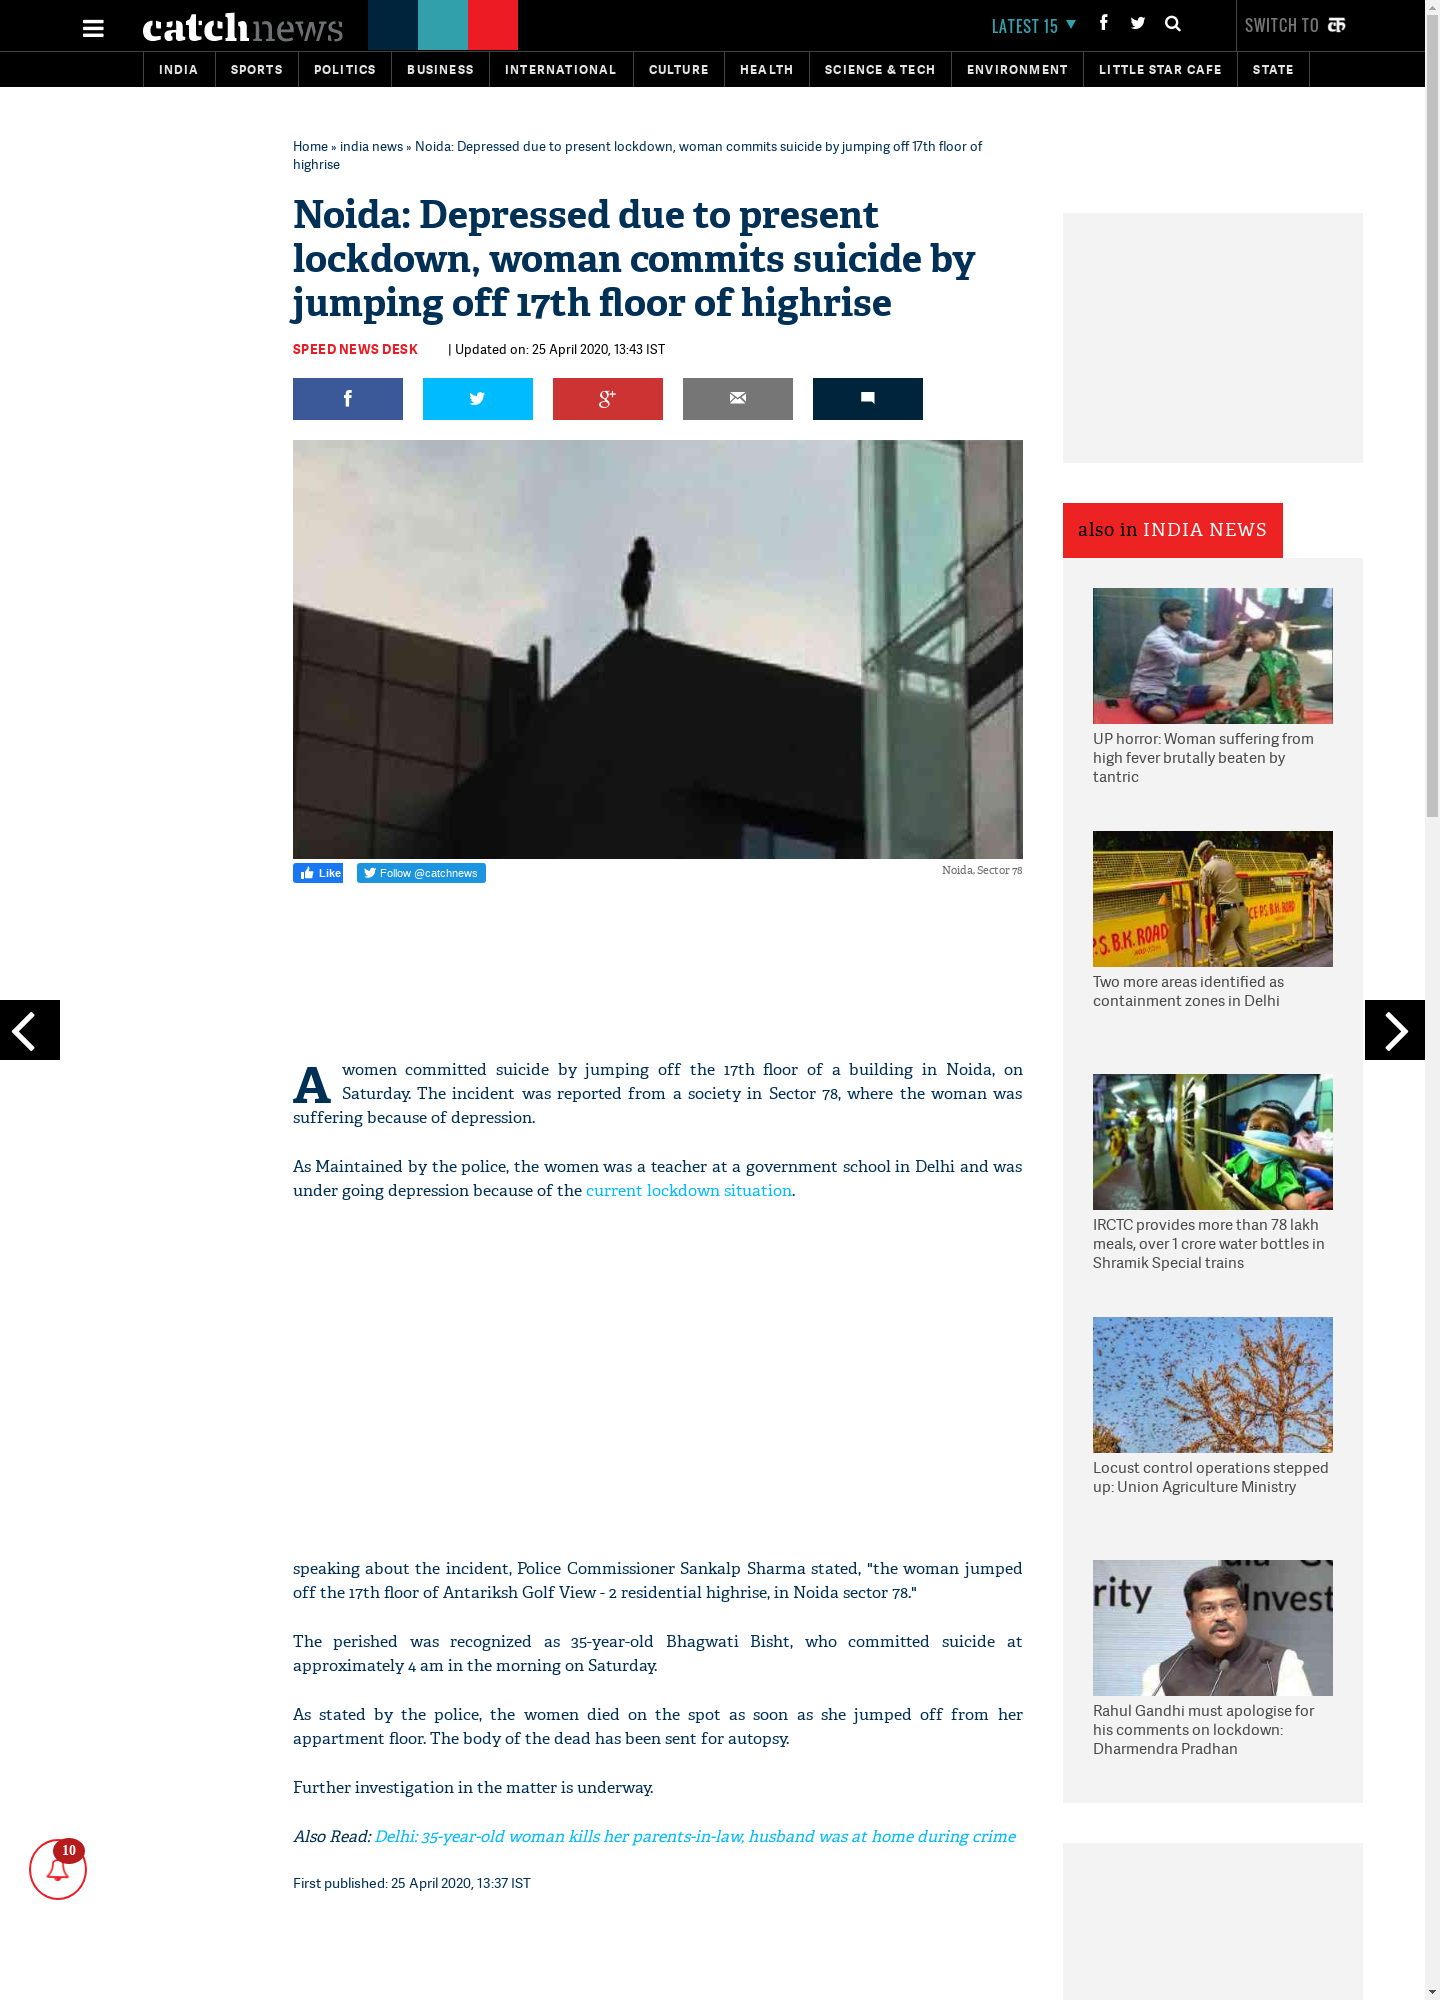 catchnews
LATEST 15
SWITCH TO
INDIA SPORTS POLITICS BUSINESS INTERNATIONAL CULTURE HEALTH SCIENCE & TECH ENVIRONMENT LITTLE STAR CAFE STATE
Home » india news » Noida: Depressed due to present lockdown, woman commits suicide by jumping off 17th floor of
highrise
Noida: Depressed due to present
lockdown, woman commits suicide by
jumping off 17th floor of highrise
SPEED NEWS DESK | Updated on: 25 April 2020, 13:43 IST
Like
Follow @catchnews
Noida, Sector 78
A women committed suicide by jumping off the 17th floor of a building in Noida, on
Saturday. The incident was reported from a society in Sector 78, where the woman was
suffering because of depression.
As Maintained by the police, the women was a teacher at a government school in Delhi and was
under going depression because of the current lockdown situation.
speaking about the incident, Police Commissioner Sankalp Sharma stated, "the woman jumped
off the 17th floor of Antariksh Golf View - 2 residential highrise, in Noida sector 78."
The perished was recognized as 35-year-old Bhagwati Bisht, who committed suicide at
approximately 4 am in the morning on Saturday.
As stated by the police, the women died on the spot as soon as she jumped off from her
appartment floor. The body of the dead has been sent for autopsy.
Further investigation in the matter is underway.
Also Read: Delhi: 35-year-old woman kills her parents-in-law, husband was at home during crime
First published: 25 April 2020, 13:37 IST
10
also in INDIA NEWS
UP horror: Woman suffering from
high fever brutally beaten by
tantric
P.S. B.K. ROAD
CE P.S. B.K. ROAD
Two more areas identified as
containment zones in Delhi
IRCTC provides more than 78 lakh
meals, over 1 crore water bottles in
Shramik Special trains
Locust control operations stepped
up: Union Agriculture Ministry
rity
Invest
Rahul Gandhi must apologise for
his comments on lockdown:
Dharmendra Pradhan